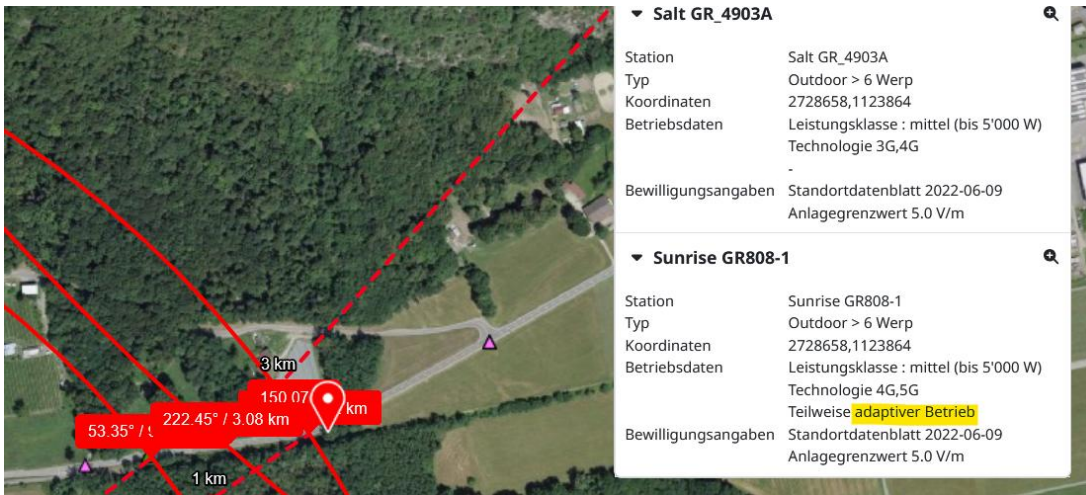 Salt GR_4903A
Station Salt GR_4903A
Typ Outdoor > 6 Werp
Koordinaten 2728658,1123864
Betriebsdaten Leistungsklasse : mittel (bis 5'000 W)
Technologie 3G,4G
-
Bewilligungsangaben Standortdatenblatt 2022-06-09
Anlagegrenzwert 5.0 V/m
Sunrise GR808-1
Station Sunrise GR808-1
Typ Outdoor > 6 Werp
Koordinaten 2728658,1123864
Betriebsdaten Leistungsklasse : mittel (bis 5'000 W)
Technologie 4G,5G
Teilweise adaptiver Betrieb
Bewilligungsangaben Standortdatenblatt 2022-06-09
Anlagegrenzwert 5.0 V/m
3 km
150.07 km
222.45° / 3.08 km
53.35° /
1 km